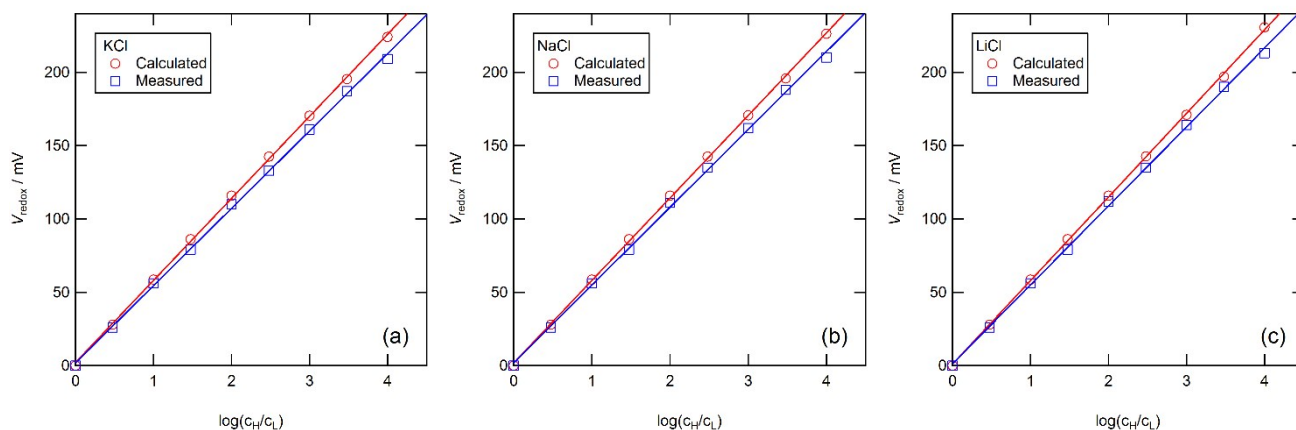 V_redox / mV
200
150
100
50
0
KCl
Calculated
Measured
(a)
0 1 2 3 4
log(c_H/c_L)
V_redox / mV
200
150
100
50
0
NaCl
Calculated
Measured
(b)
0 1 2 3 4
log(c_H/c_L)
V_redox / mV
200
150
100
50
0
LiCl
Calculated
Measured
(c)
0 1 2 3 4
log(c_H/c_L)